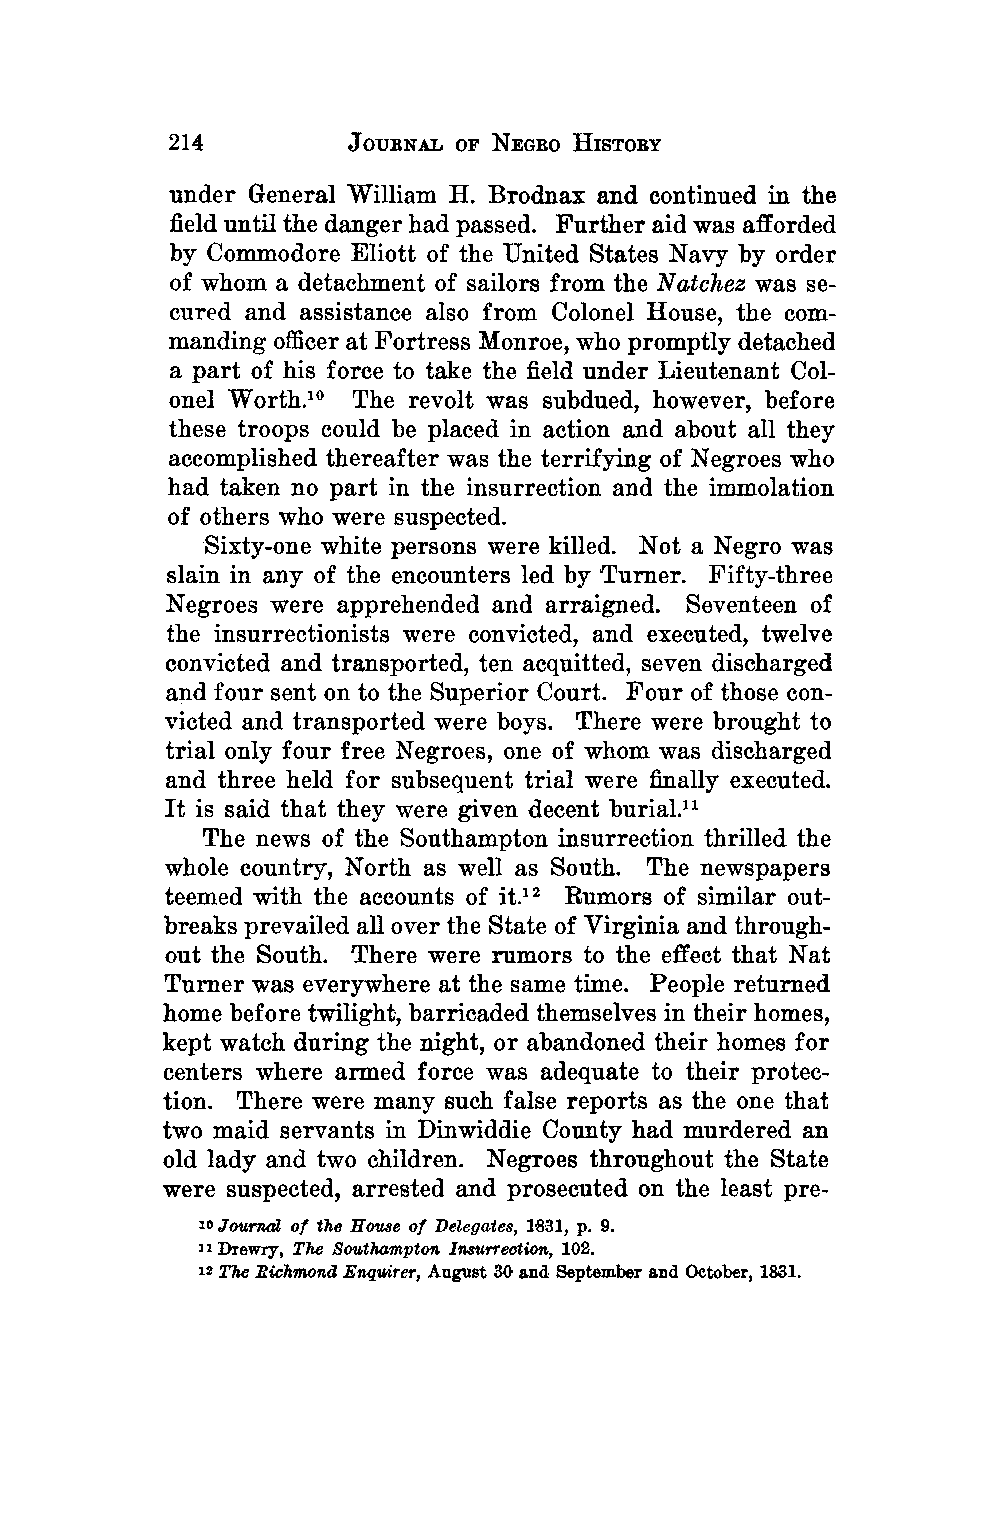 214 JOURNAL OF NEGRO HISTORY
under General William H. Brodnax and continued in the
field until the danger had passed. Further aid was afforded
by Commodore Eliott of the United States Navy by order
of whom a detachment of sailors from the Natchez was se-
cured and assistance also from Colonel House, the com-
manding officer at Fortress Monroe, who promptly detached
a part of his force to take the field under Lieutenant Col-
onel Worth.¹⁰ The revolt was subdued, however, before
these troops could be placed in action and about all they
accomplished thereafter was the terrifying of Negroes who
had taken no part in the insurrection and the immolation
of others who were suspected.
Sixty-one white persons were killed. Not a Negro was
slain in any of the encounters led by Turner. Fifty-three
Negroes were apprehended and arraigned. Seventeen of
the insurrectionists were convicted, and executed, twelve
convicted and transported, ten acquitted, seven discharged
and four sent on to the Superior Court. Four of those con-
victed and transported were boys. There were brought to
trial only four free Negroes, one of whom was discharged
and three held for subsequent trial were finally executed.
It is said that they were given decent burial.¹¹
The news of the Southampton insurrection thrilled the
whole country, North as well as South. The newspapers
teemed with the accounts of it.¹² Rumors of similar out-
breaks prevailed all over the State of Virginia and through-
out the South. There were rumors to the effect that Nat
Turner was everywhere at the same time. People returned
home before twilight, barricaded themselves in their homes,
kept watch during the night, or abandoned their homes for
centers where armed force was adequate to their protec-
tion. There were many such false reports as the one that
two maid servants in Dinwiddie County had murdered an
old lady and two children. Negroes throughout the State
were suspected, arrested and prosecuted on the least pre-
¹⁰ Journal of the House of Delegates, 1831, p. 9.
¹¹ Drewry, The Southampton Insurrection, 102.
¹² The Richmond Enquirer, August 30 and September and October, 1831.